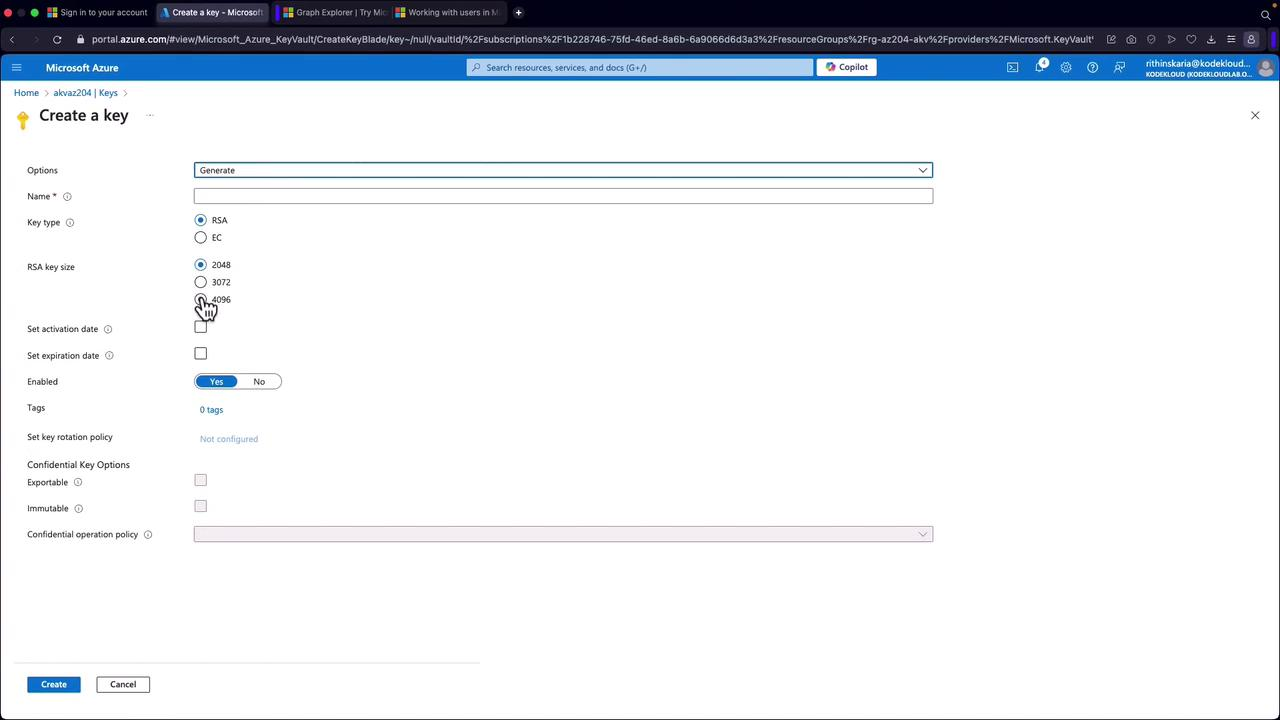 Sign in to your account
Create a key - Microsoft
Graph Explorer | Try Mic
Working with users in M
portal.azure.com/#view/Microsoft_Azure_KeyVault/CreateKeyBlade/key~/null/vaultId/%2Fsubscriptions%2F1b228746-75fd-46ed-8a6b-6a9066d6d3a3%2FresourceGroups%2Frg-az204-akv%2Fproviders%2FMicrosoft.KeyVault%
Microsoft Azure
Search resources, services, and docs (G+/)
Copilot
4
rithinskaria@kodekloud...
KODEKLOUD (KODEKLOUDLAB.O...
Home > akvaz204 | Keys >
Create a key ...
Options
Generate
Name *
Key type
RSA
EC
RSA key size
2048
3072
4096
Set activation date
Set expiration date
Enabled
Yes No
Tags
0 tags
Set key rotation policy
Not configured
Confidential Key Options
Exportable
Immutable
Confidential operation policy
Create
Cancel